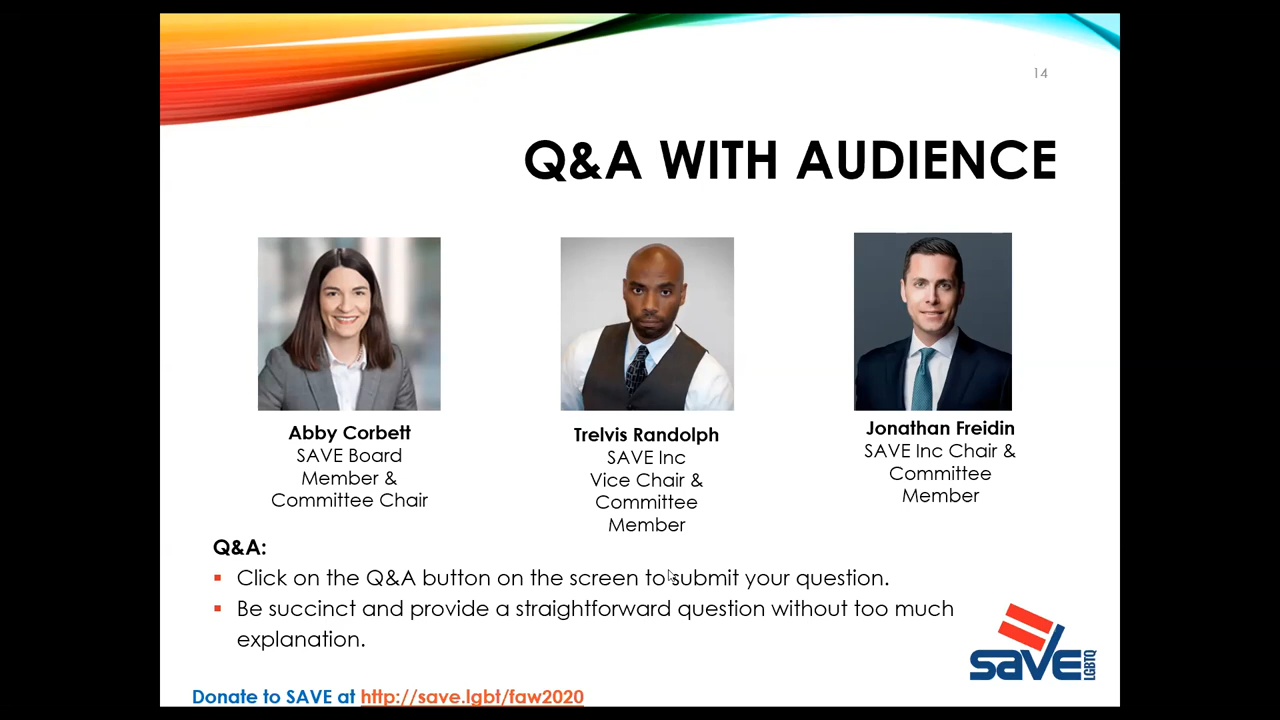 14
Q&A WITH AUDIENCE
Abby Corbett
SAVE Board
Member &
Committee Chair
Trelvis Randolph
SAVE Inc
Vice Chair &
Committee
Member
Jonathan Freidin
SAVE Inc Chair &
Committee
Member
Q&A:
Click on the Q&A button on the screen to submit your question.
Be succinct and provide a straightforward question without too much
explanation.
save LGBTQ
Donate to SAVE at http://save.lgbt/faw2020